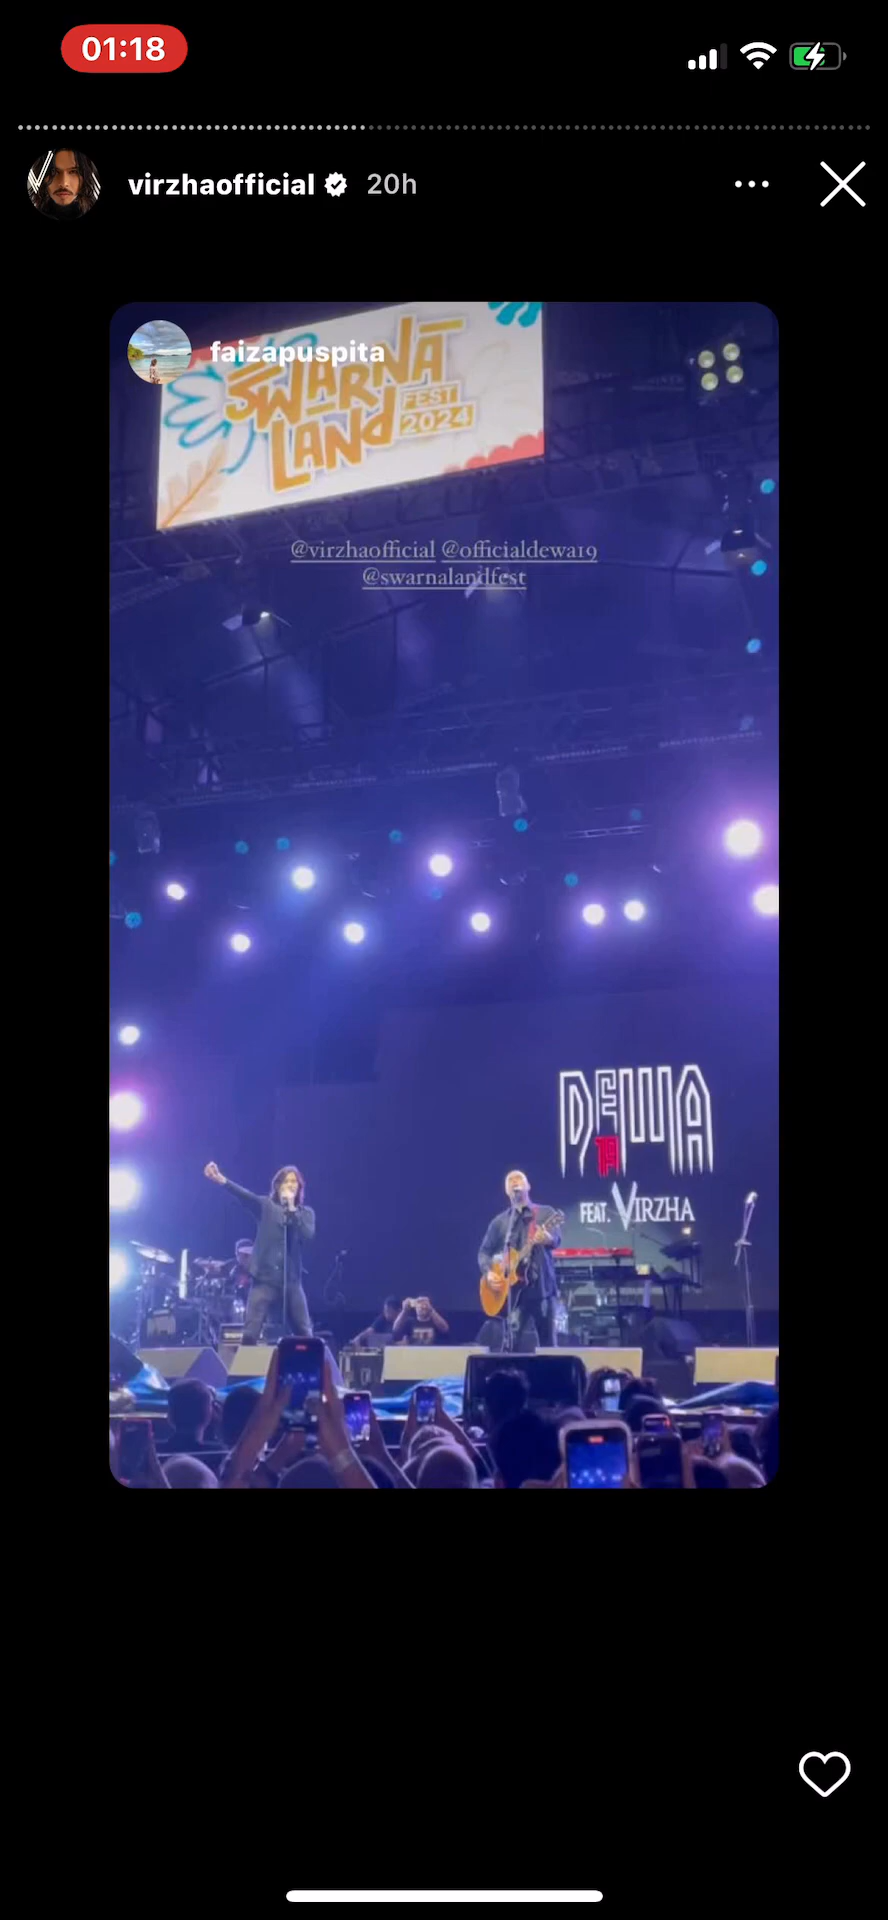 01:18
virzhaofficial 20h
faizapuspita
SWARNA
LAND FEST
2024
@virzhaofficial @officialdewa19
@swarnalandfest
DEWA
19
FEAT. VIRZHA